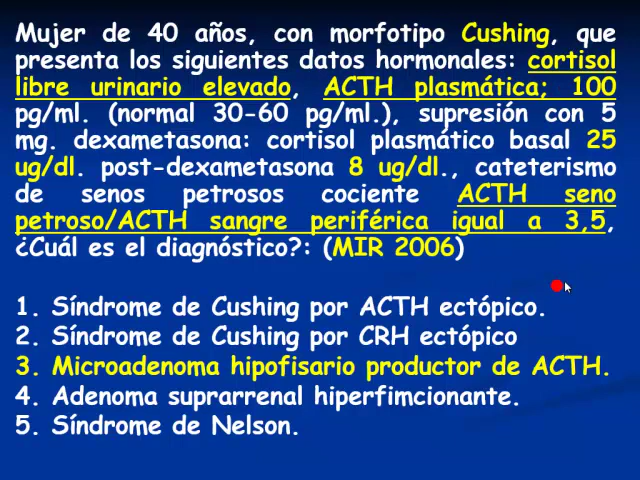 Mujer de 40 años, con morfotipo Cushing, que
presenta los siguientes datos hormonales: cortisol
libre urinario elevado, ACTH plasmática; 100
pg/ml. (normal 30-60 pg/ml.), supresión con 5
mg. dexametasona: cortisol plasmático basal 25
ug/dl. post-dexametasona 8 ug/dl., cateterismo
de senos petrosos cociente ACTH seno
petroso/ACTH sangre periférica igual a 3,5,
¿Cuál es el diagnóstico?: (MIR 2006)
1. Síndrome de Cushing por ACTH ectópico.
2. Síndrome de Cushing por CRH ectópico
3. Microadenoma hipofisario productor de ACTH.
4. Adenoma suprarrenal hiperfimcionante.
5. Síndrome de Nelson.